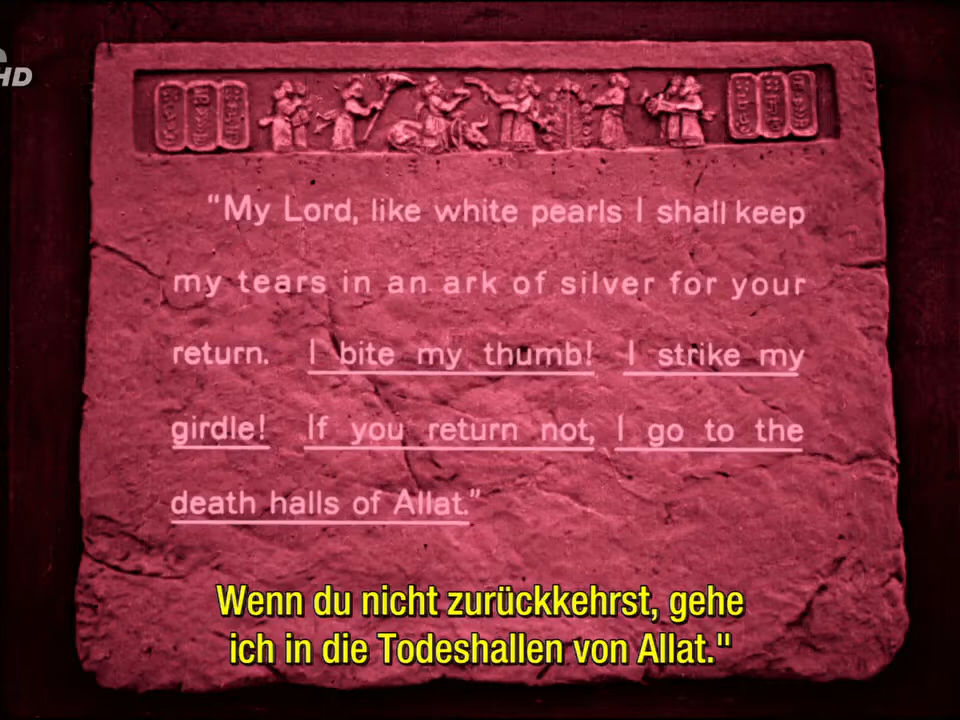 HD
"My Lord, like white pearls I shall keep
my tears in an ark of silver for your
return. I bite my thumb! I strike my
girdle! If you return not, I go to the
death halls of Allat."
Wenn du nicht zurückkehrst, gehe
ich in die Todeshallen von Allat."